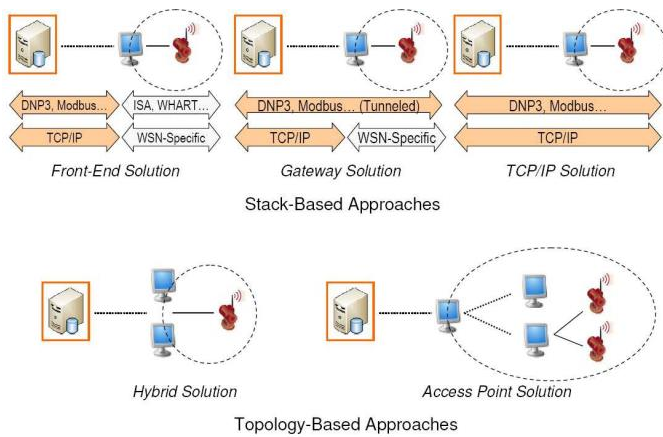 DNP3, Modbus... ISA, WHART... DNP3, Modbus... (Tunneled) DNP3, Modbus...
TCP/IP WSN-Specific TCP/IP WSN-Specific TCP/IP
Front-End Solution Gateway Solution TCP/IP Solution
Stack-Based Approaches
Hybrid Solution Access Point Solution
Topology-Based Approaches